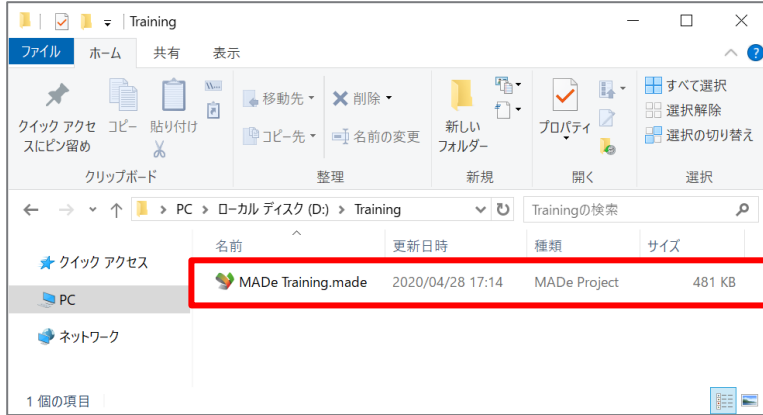 Training
ファイル ホーム 共有 表示
クイック アクセスにピン留め
コピー
貼り付け
移動先
コピー先
削除
名前の変更
新しいフォルダー
プロパティ
すべて選択
選択解除
選択の切り替え
クリップボード 整理 新規 開く 選択
PC > ローカル ディスク (D:) > Training
Trainingの検索
名前 更新日時 種類 サイズ
クイック アクセス
MADe Training.made 2020/04/28 17:14 MADe Project 481 KB
PC
ネットワーク
1 個の項目